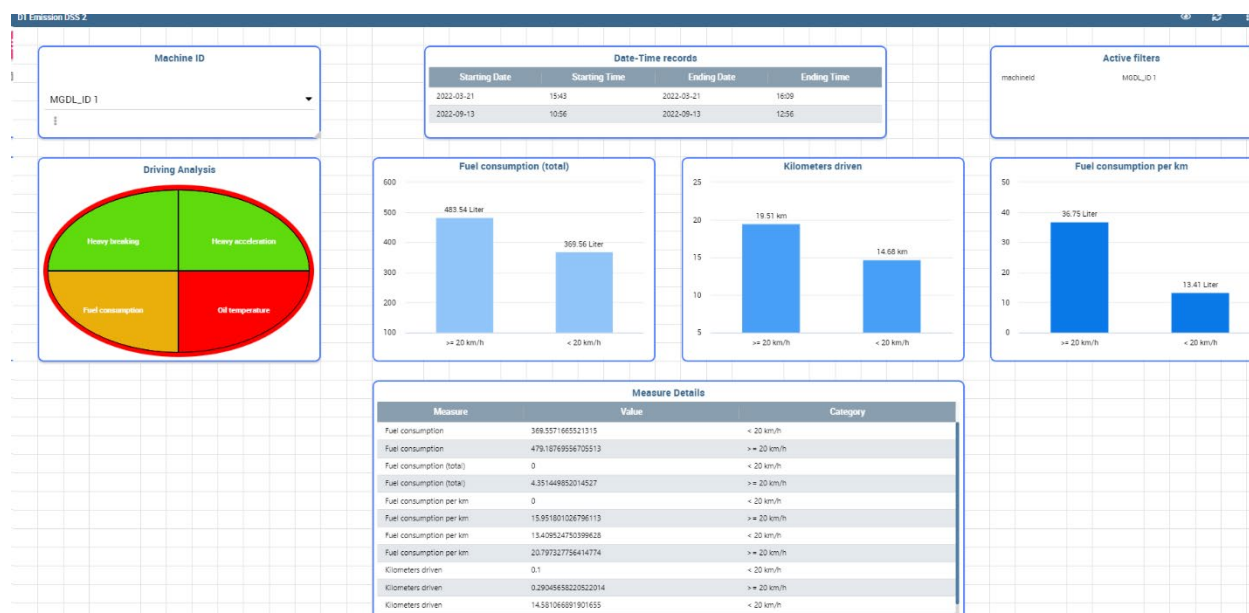 D1 Emission DSS 2
Machine ID
MGDL_ID 1
Date-Time records
Starting Date Starting Time Ending Date Ending Time
2022-03-21 15:43 2022-03-21 16:09
2022-09-13 10:56 2022-09-13 12:56
Active filters
machineId MGDL_ID 1
Driving Analysis
Heavy breaking Heavy acceleration
Fuel consumption Oil temperature
Fuel consumption (total)
600
500
400
300
200
100
483.54 Liter
369.56 Liter
>= 20 km/h < 20 km/h
Kilometers driven
25
20
15
10
5
19.51 km
14.68 km
>= 20 km/h < 20 km/h
Fuel consumption per km
50
40
30
20
10
0
36.75 Liter
13.41 Liter
>= 20 km/h < 20 km/h
Measure Details
Measure Value Category
Fuel consumption 369.5571665521315 < 20 km/h
Fuel consumption 479.18769556705513 >= 20 km/h
Fuel consumption (total) 0 < 20 km/h
Fuel consumption (total) 4.351449852014527 >= 20 km/h
Fuel consumption per km 0 < 20 km/h
Fuel consumption per km 15.951801026796113 >= 20 km/h
Fuel consumption per km 13.409524750399628 < 20 km/h
Fuel consumption per km 20.797327756414774 >= 20 km/h
Kilometers driven 0.1 < 20 km/h
Kilometers driven 0.29045658220522014 >= 20 km/h
Kilometers driven 14.581066891901655 < 20 km/h